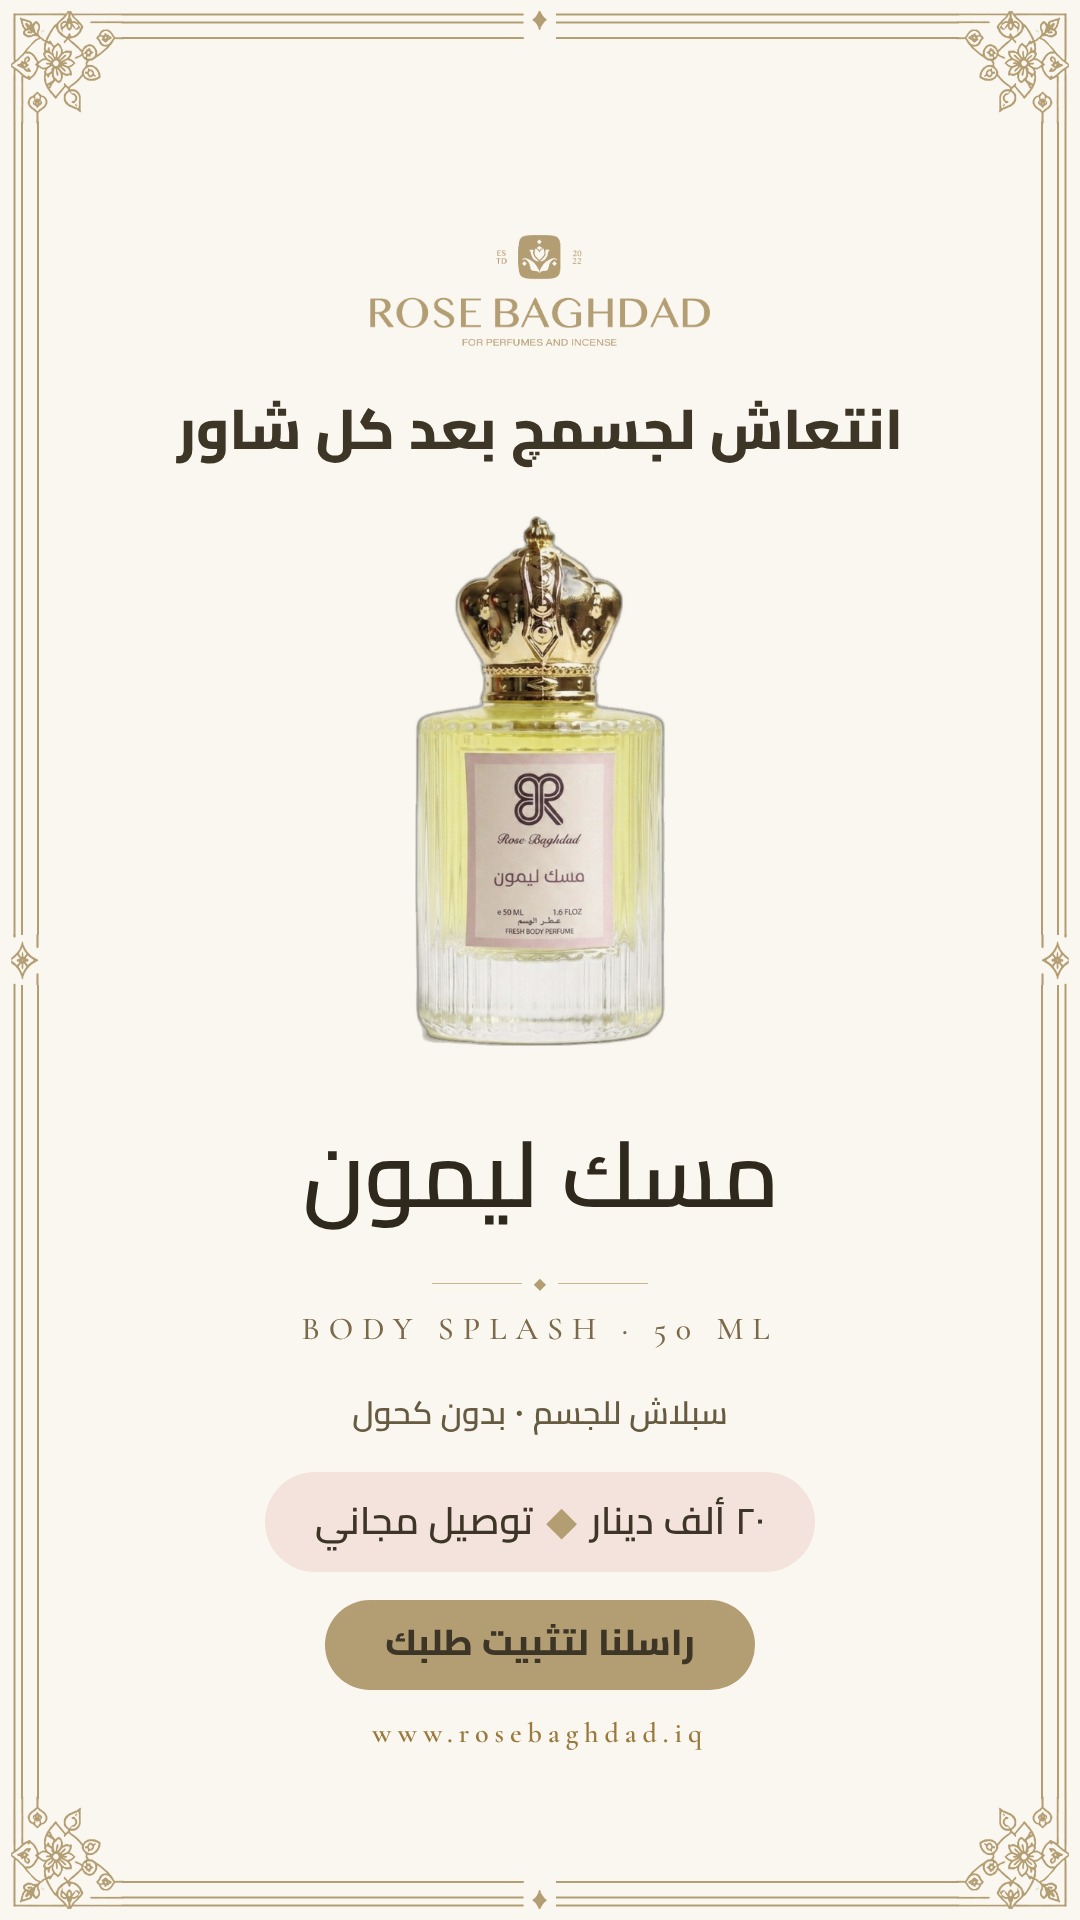 ES
TD
20
22
ROSE BAGHDAD
FOR PERFUMES AND INCENSE
انتعاش لجسمچ بعد كل شاور
Rose Baghdad
مسك ليمون
e 50 ML 1.6 FLOZ
عطر الجسم
FRESH BODY PERFUME
مسك ليمون
BODY SPLASH · 50 ML
سبلاش للجسم • بدون كحول
٢٠ ألف دينار ◆ توصيل مجاني
راسلنا لتثبيت طلبك
www.rosebaghdad.iq